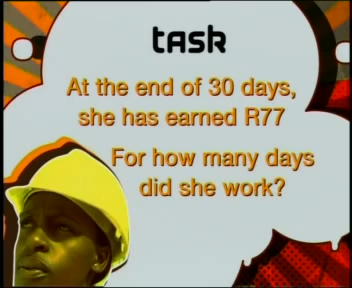 task
At the end of 30 days,
she has earned R77
For how many days
did she work?